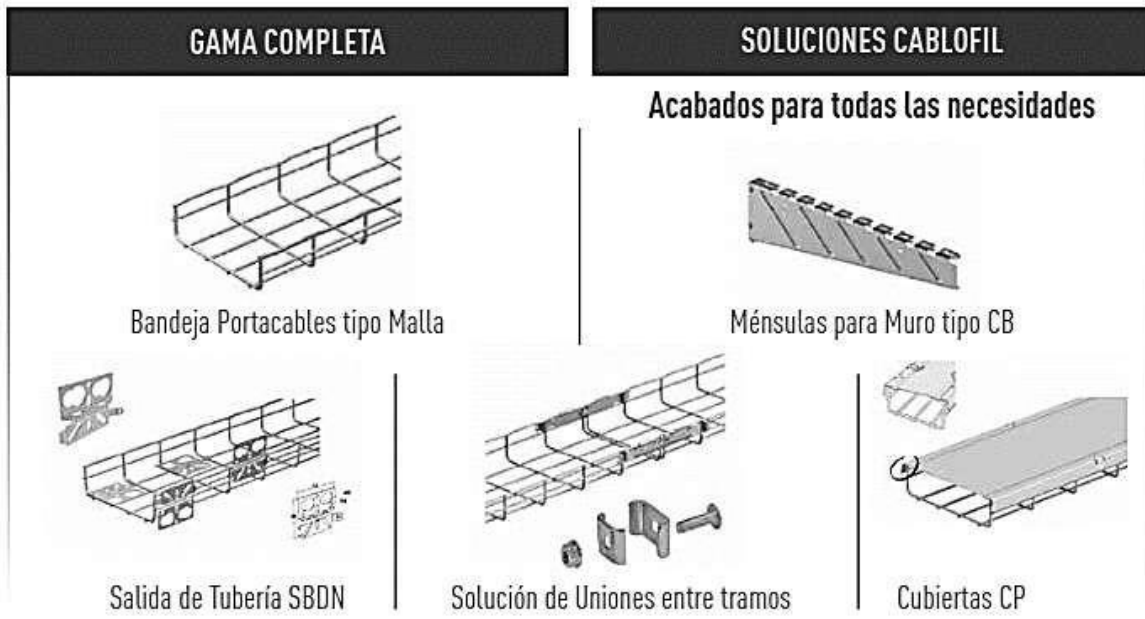 GAMA COMPLETA
SOLUCIONES CABLOFIL
Acabados para todas las necesidades
Bandeja Portacables tipo Malla
Ménsulas para Muro tipo CB
Salida de Tubería SBDN
Solución de Uniones entre tramos
Cubiertas CP